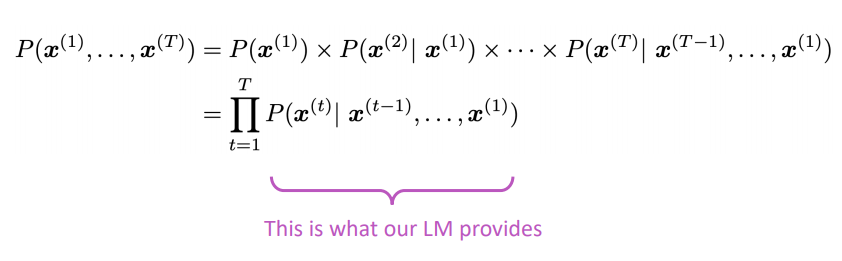 P(𝒙⁽¹⁾, . . . , 𝒙⁽ᵀ⁾) = P(𝒙⁽¹⁾) × P(𝒙⁽²⁾| 𝒙⁽¹⁾) × · · · × P(𝒙⁽ᵀ⁾| 𝒙⁽ᵀ⁻¹⁾, . . . , 𝒙⁽¹⁾)
= ∏_{t=1}^{T} P(𝒙⁽ᵗ⁾| 𝒙⁽ᵗ⁻¹⁾, . . . , 𝒙⁽¹⁾)
This is what our LM provides